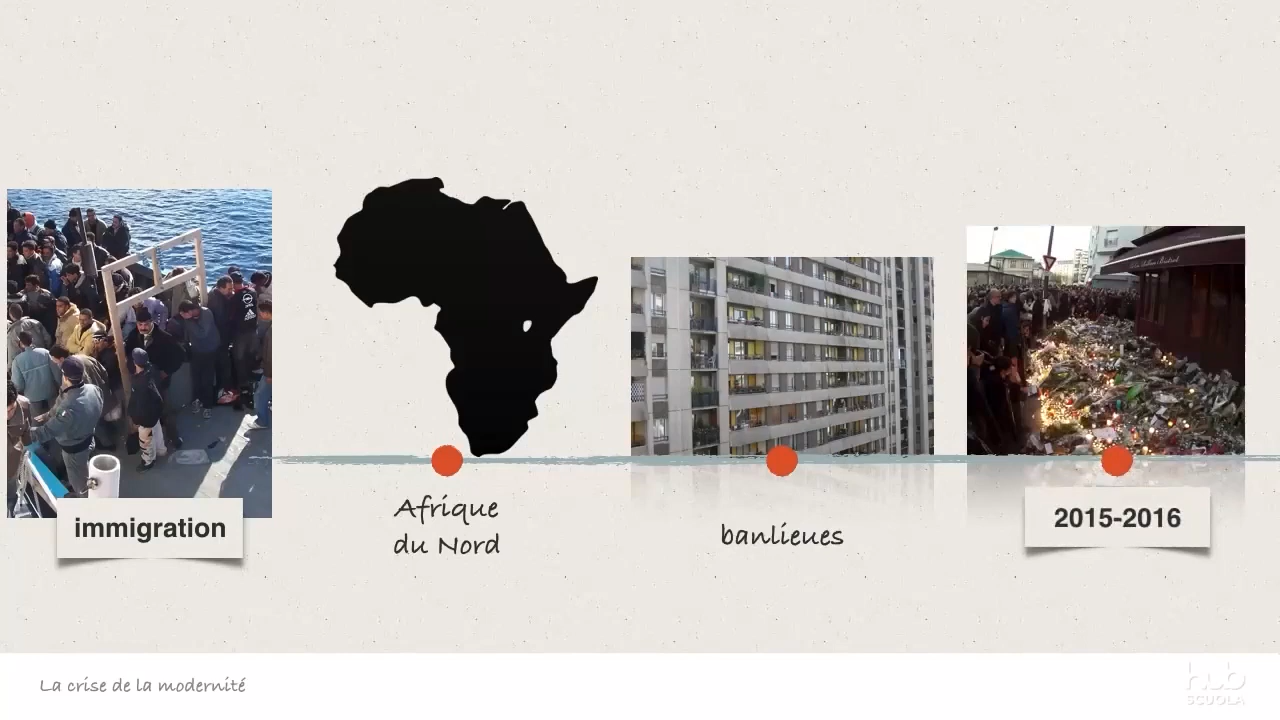 immigration
Afrique
du Nord
banlieues
2015-2016
La crise de la modernité
hub
SCUOLA